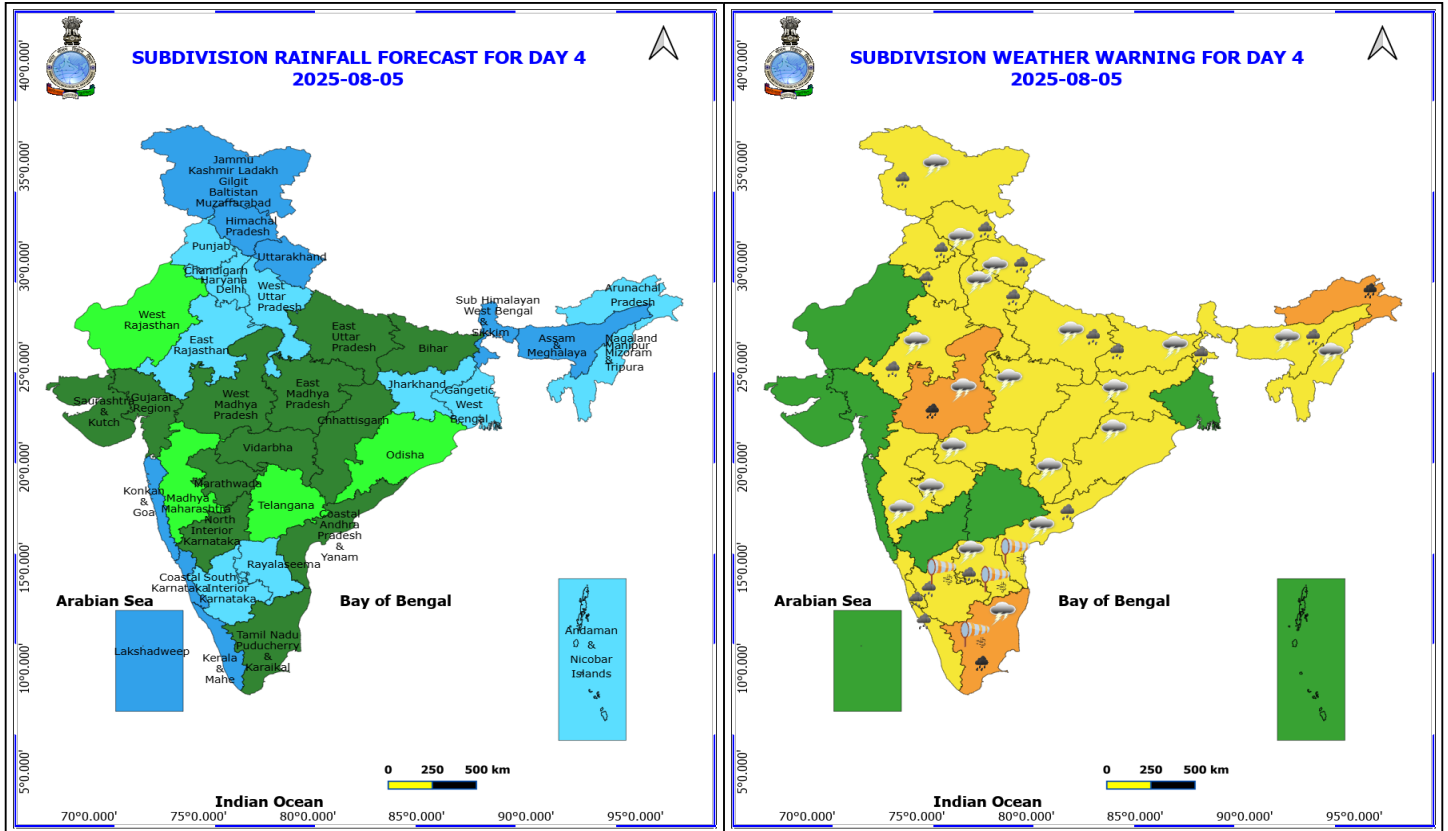 SUBDIVISION RAINFALL FORECAST FOR DAY 4
2025-08-05
40°0.000'
35°0.000'
30°0.000'
25°0.000'
20°0.000'
15°0.000'
10°0.000'
5°0.000'
Jammu
Kashmir Ladakh
Gilgit
Baltistan
Muzaffarabad
Himachal
Pradesh
Punjab
Uttarakhand
Chandigarh
Haryana
Delhi
West
Uttar
Pradesh
West
Rajasthan
East
Rajasthan
East
Uttar
Pradesh
Bihar
Sub Himalayan
West Bengal
&
Sikkim
Arunachal
Pradesh
Assam
&
Meghalaya
Nagaland
Manipur
Mizoram
&
Tripura
Saurashtra
&
Kutch
Gujarat
Region
West
Madhya
Pradesh
East
Madhya
Pradesh
Jharkhand
Gangetic
West
Bengal
Chhattisgarh
Vidarbha
Odisha
Konkan
&
Goa
Madhya
Maharashtra
Marathwada
Telangana
North
Interior
Karnataka
Coastal
Andhra
Pradesh
&
Yanam
Rayalaseema
Coastal
Karnataka
South
Interior
Karnataka
Arabian Sea
Bay of Bengal
Lakshadweep
Kerala
&
Mahe
Tamil Nadu
Puducherry
&
Karaikal
Andaman
&
Nicobar
Islands
0 250 500 km
Indian Ocean
70°0.000' 75°0.000' 80°0.000' 85°0.000' 90°0.000' 95°0.000'
SUBDIVISION WEATHER WARNING FOR DAY 4
2025-08-05
40°0.000'
35°0.000'
30°0.000'
25°0.000'
20°0.000'
15°0.000'
10°0.000'
5°0.000'
Arabian Sea
Bay of Bengal
0 250 500 km
Indian Ocean
70°0.000' 75°0.000' 80°0.000' 85°0.000' 90°0.000' 95°0.000'